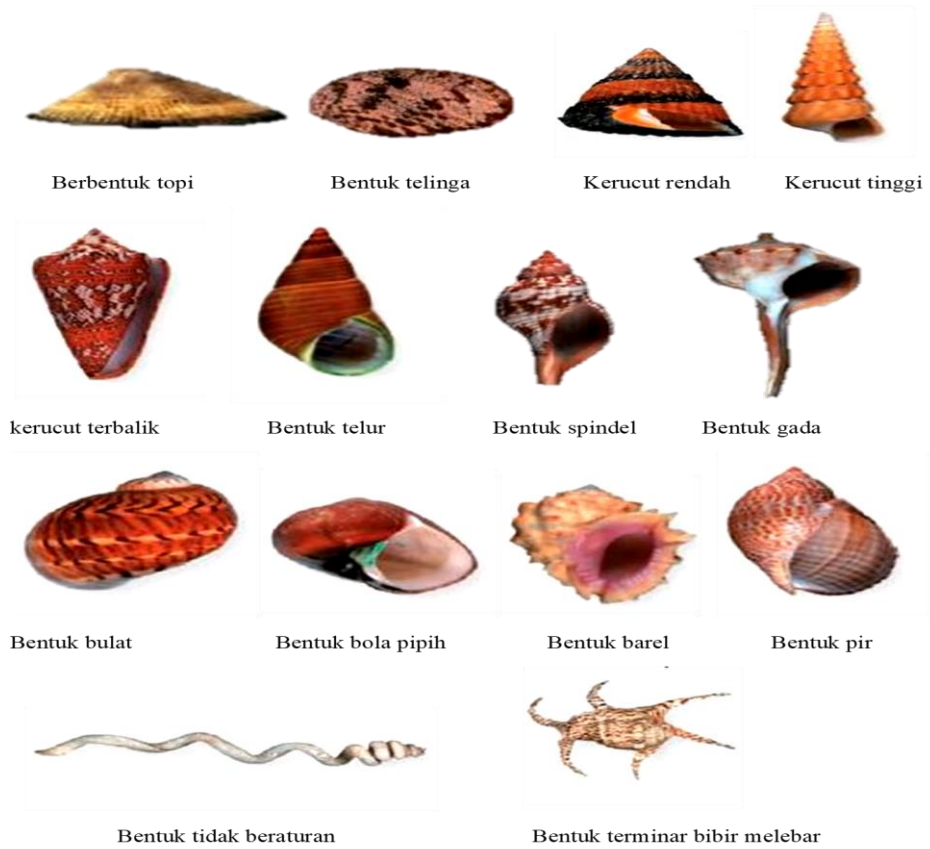 Berbentuk topi
Bentuk telinga
Kerucut rendah
Kerucut tinggi
kerucut terbalik
Bentuk telur
Bentuk spindel
Bentuk gada
Bentuk bulat
Bentuk bola pipih
Bentuk barel
Bentuk pir
Bentuk tidak beraturan
Bentuk terminar bibir melebar